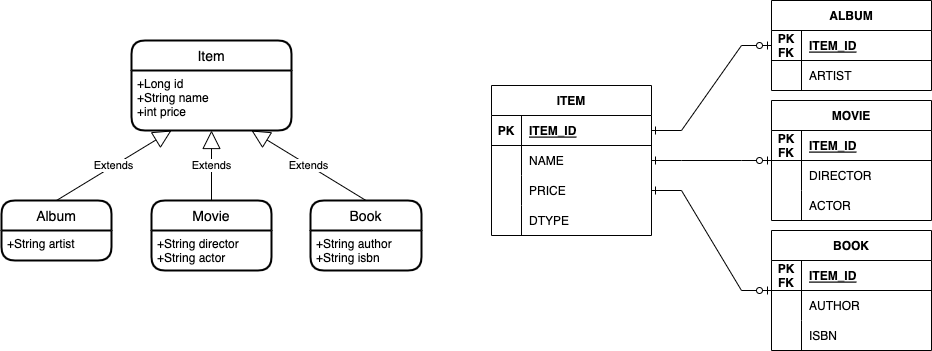 Item
+Long id
+String name
+int price
Extends
Extends
Extends
Album
+String artist
Movie
+String director
+String actor
Book
+String author
+String isbn
ITEM
PK ITEM_ID
NAME
PRICE
DTYPE
ALBUM
PK
FK
ITEM_ID
ARTIST
MOVIE
PK
FK
ITEM_ID
DIRECTOR
ACTOR
BOOK
PK
FK
ITEM_ID
AUTHOR
ISBN